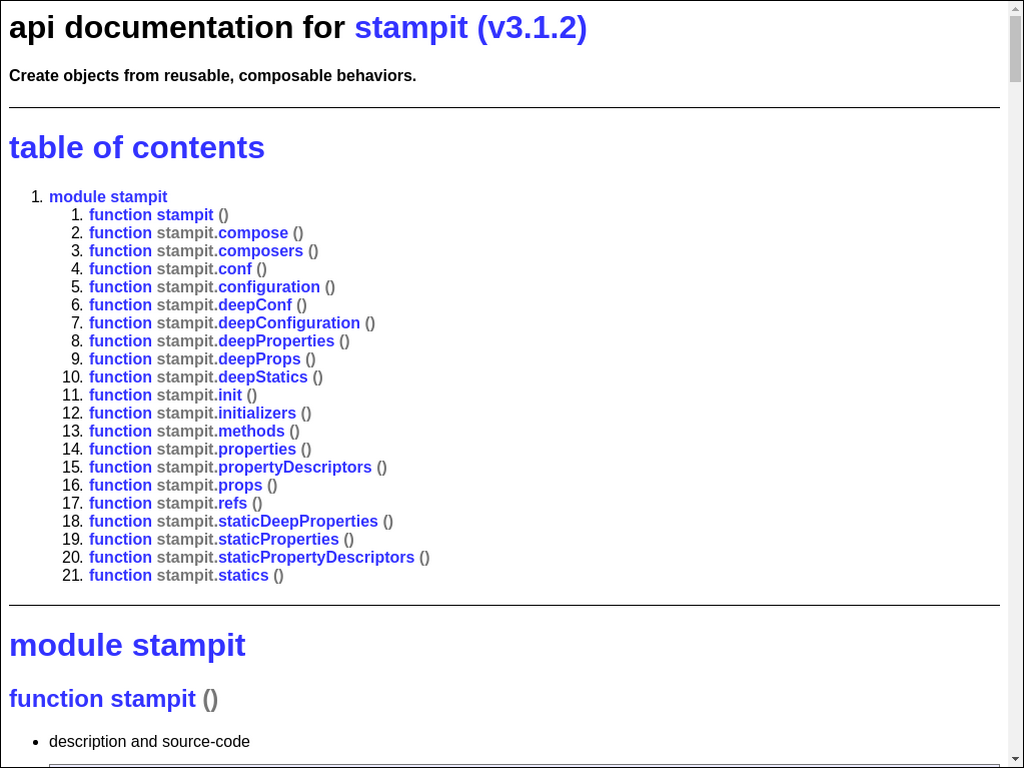 api documentation for stampit (v3.1.2)
Create objects from reusable, composable behaviors.
table of contents
1. module stampit
1. function stampit ()
2. function stampit.compose ()
3. function stampit.composers ()
4. function stampit.conf ()
5. function stampit.configuration ()
6. function stampit.deepConf ()
7. function stampit.deepConfiguration ()
8. function stampit.deepProperties ()
9. function stampit.deepProps ()
10. function stampit.deepStatics ()
11. function stampit.init ()
12. function stampit.initializers ()
13. function stampit.methods ()
14. function stampit.properties ()
15. function stampit.propertyDescriptors ()
16. function stampit.props ()
17. function stampit.refs ()
18. function stampit.staticDeepProperties ()
19. function stampit.staticProperties ()
20. function stampit.staticPropertyDescriptors ()
21. function stampit.statics ()
module stampit
function stampit ()
• description and source-code